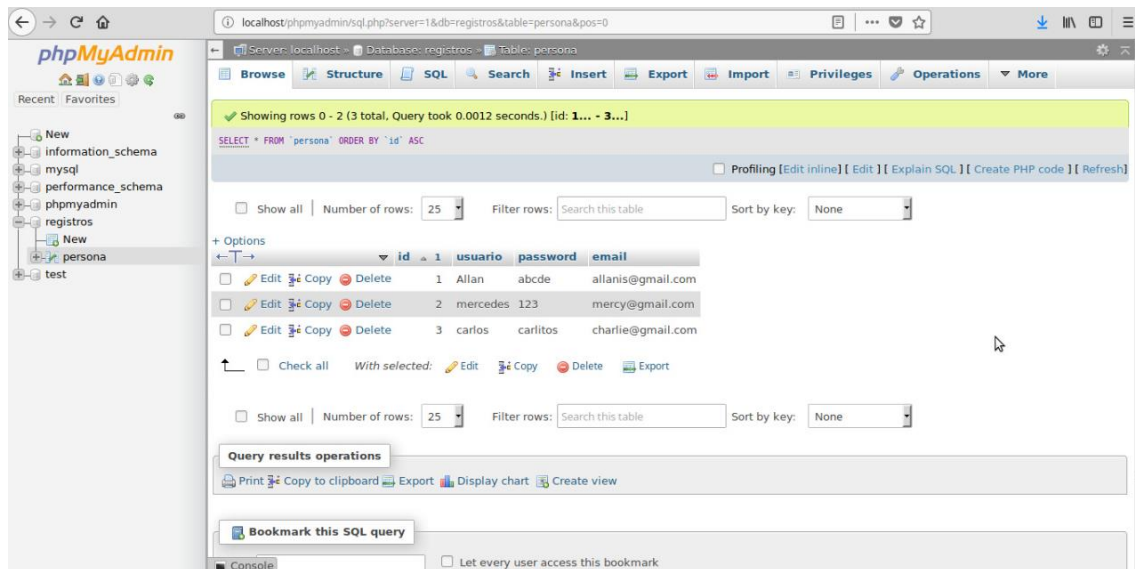 localhost/phpmyadmin/sql.php?server=1&db=registros&table=persona&pos=0
phpMyAdmin
Recent Favorites
New
information_schema
mysql
performance_schema
phpmyadmin
registros
New
persona
test
Server: localhost » Database: registros » Table: persona
Browse Structure SQL Search Insert Export Import Privileges Operations More
Showing rows 0 - 2 (3 total, Query took 0.0012 seconds.) [id: 1... - 3...]
SELECT * FROM `persona` ORDER BY `id` ASC
Profiling [Edit inline] [ Edit ] [ Explain SQL ] [ Create PHP code ] [ Refresh]
Show all | Number of rows: 25 Filter rows: Search this table Sort by key: None
+ Options
←T→ id 1 usuario password email
Edit Copy Delete 1 Allan abcde allanis@gmail.com
Edit Copy Delete 2 mercedes 123 mercy@gmail.com
Edit Copy Delete 3 carlos carlitos charlie@gmail.com
Check all With selected: Edit Copy Delete Export
Show all | Number of rows: 25 Filter rows: Search this table Sort by key: None
Query results operations
Print Copy to clipboard Export Display chart Create view
Bookmark this SQL query
Console
Let every user access this bookmark